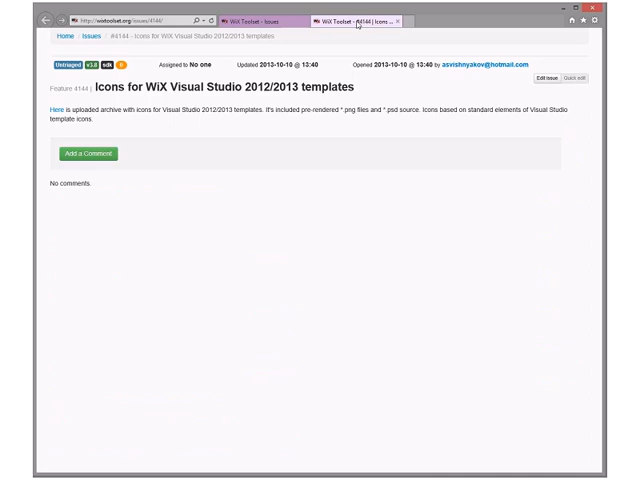 http://wixtoolset.org/issues/4144/
WiX Toolset - Issues
WiX Toolset - #4144 | Icons ...
Home / Issues / #4144 - Icons for WiX Visual Studio 2012/2013 templates
Untriaged v3.8 sdk
Assigned to No one
Updated 2013-10-10 @ 13:40
Opened 2013-10-10 @ 13:40 by asvrishnyakov@hotmail.com
Edit issue Quick edit
Feature 4144 | Icons for WiX Visual Studio 2012/2013 templates
Here is uploaded archive with icons for Visual Studio 2012/2013 templates. It's included pre-rendered *.png files and *.psd source. Icons based on standard elements of Visual Studio
template icons.
Add a Comment
No comments.